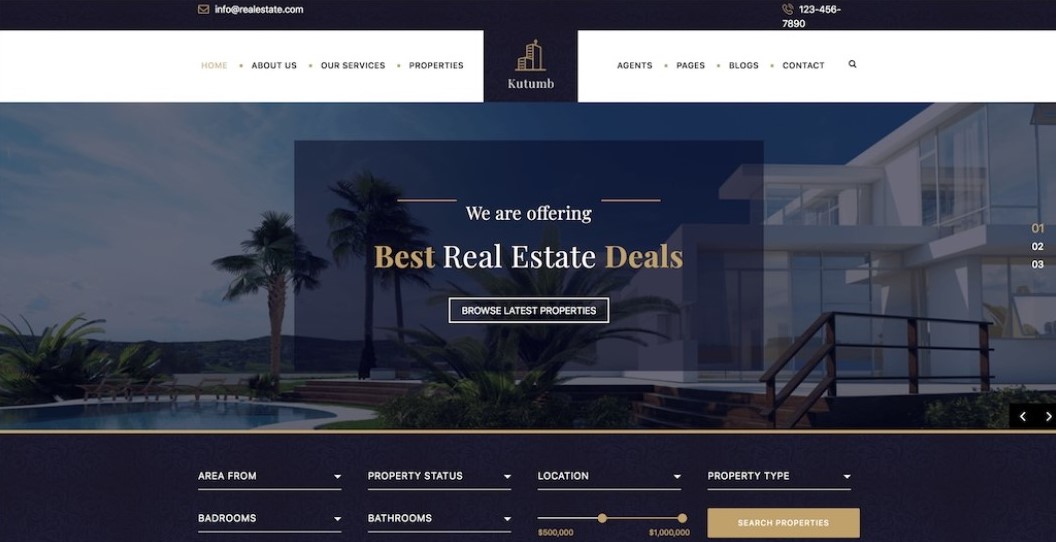 info@realestate.com
123-456-
7890
HOME ABOUT US OUR SERVICES PROPERTIES
Kutumb
AGENTS PAGES BLOGS CONTACT
We are offering
Best Real Estate Deals
BROWSE LATEST PROPERTIES
01
02
03
AREA FROM PROPERTY STATUS LOCATION PROPERTY TYPE
BADROOMS BATHROOMS
$500,000 $1,000,000
SEARCH PROPERTIES